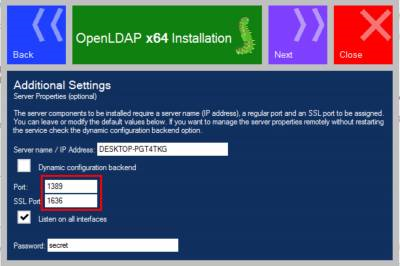 Back
OpenLDAP x64 Installation
Next
Close
Additional Settings
Server Properties (optional)
The server components to be installed require a server name (IP address), a regular port and an SSL port to be assigned.
You can leave or modify the default values below. If you want to manage the server properties remotely without restarting
the service check the dynamic configuration backend option.
Server name / IP Address: DESKTOP-PGT4TKG
Dynamic configuration backend
Port: 1389
SSL Port 1636
Listen on all interfaces
Password: secret